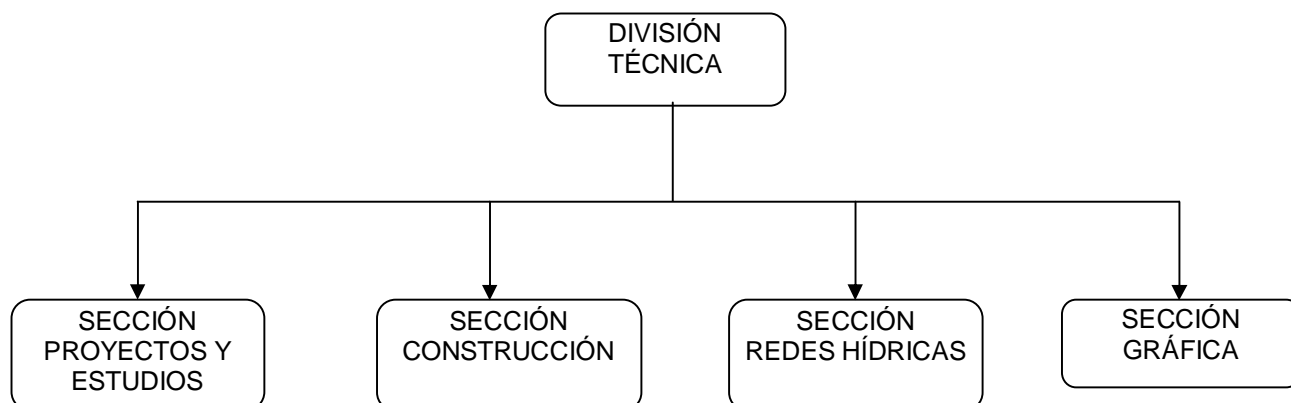 DIVISIÓN
TÉCNICA
SECCIÓN
PROYECTOS Y
ESTUDIOS
SECCIÓN
CONSTRUCCIÓN
SECCIÓN
REDES HÍDRICAS
SECCIÓN
GRÁFICA